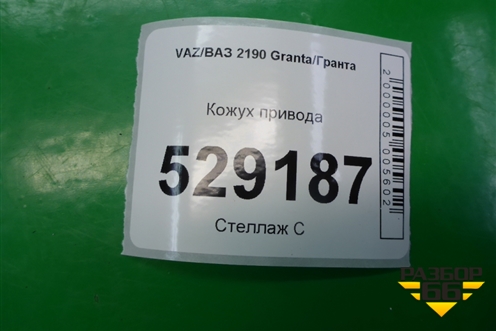 VAZ/ВАЗ 2190 Granta/Гранта
Кожух привода
529187
Стеллаж С
2000005005602
РАЗБОР
66